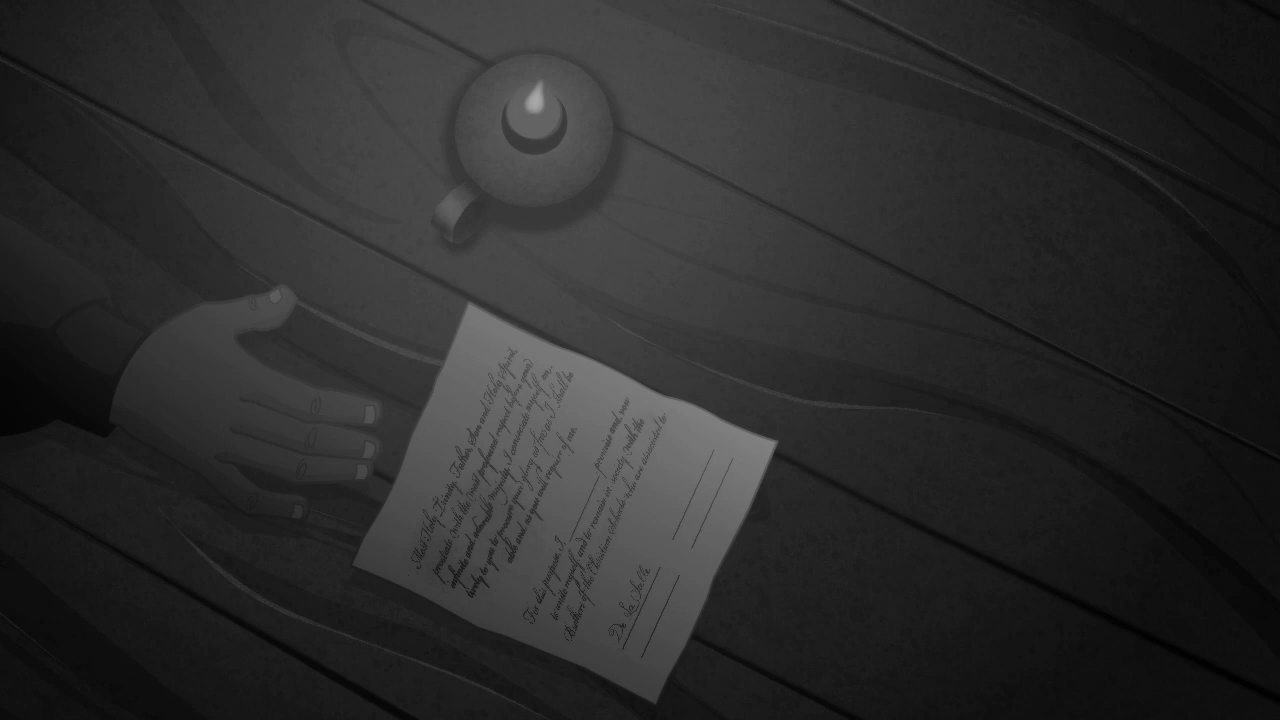 Most Holy Trinity, Father, Son and Holy Spirit,
prostrate with the most profound respect before your
infinite and adorable majesty, I consecrate myself en-
tirely to you to procure your glory as far as I shall be
able and as you will require of me.
For this purpose, I, ________ promise and vow
to unite myself and to remain in society with the
Brothers of the Christian Schools who are associated to
De La Salle